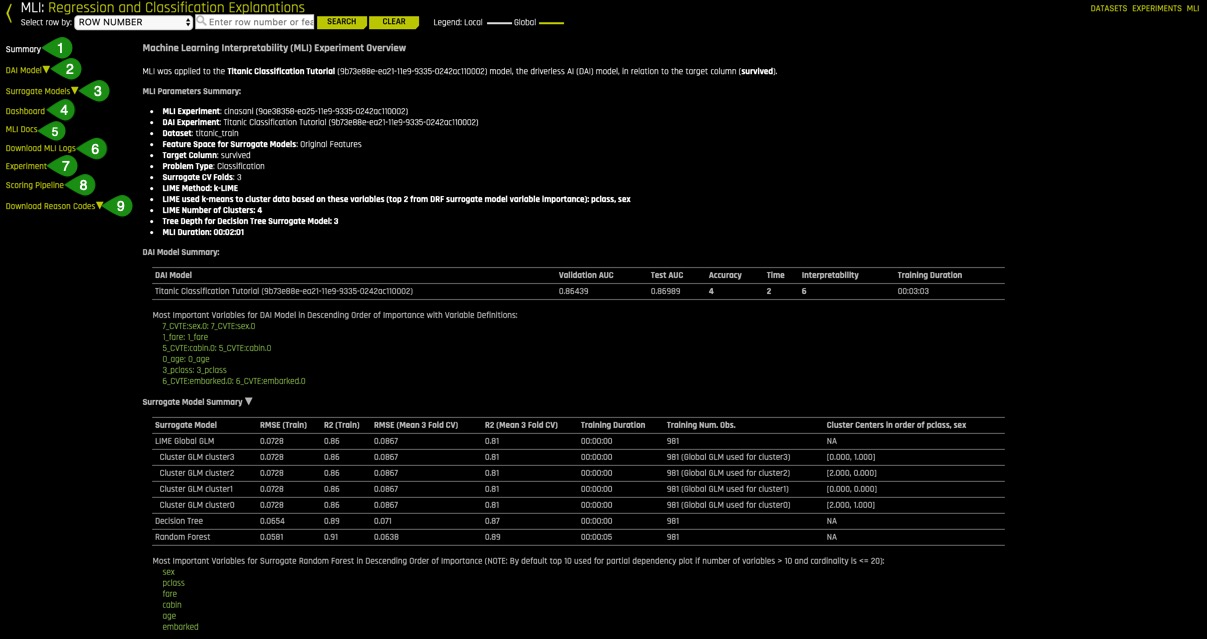 MLI: Regression and Classification Explanations
DATASETS EXPERIMENTS MLI
Select row by: ROW NUMBER Enter row number or fea SEARCH CLEAR Legend: Local Global
Summary 1
DAI Model 2
Surrogate Models 3
Dashboard 4
MLI Docs 5
Download MLI Logs 6
Experiment 7
Scoring Pipeline 8
Download Reason Codes 9
Machine Learning Interpretability (MLI) Experiment Overview
MLI was applied to the Titanic Classification Tutorial (9b73e88e-ea21-11e9-9335-0242ac110002) model, the driverless AI (DAI) model, in relation to the target column (survived).
MLI Parameters Summary:
MLI Experiment: cinasani (9ae38358-ea25-11e9-9335-0242ac110002)
DAI Experiment: Titanic Classification Tutorial (9b73e88e-ea21-11e9-9335-0242ac110002)
Dataset: titanic_train
Feature Space for Surrogate Models: Original Features
Target Column: survived
Problem Type: Classification
Surrogate CV Folds: 3
LIME Method: k-LIME
LIME used k-means to cluster data based on these variables (top 2 from DRF surrogate model variable importance): pclass, sex
LIME Number of Clusters: 4
Tree Depth for Decision Tree Surrogate Model: 3
MLI Duration: 00:02:01
DAI Model Summary:
DAI Model Validation AUC Test AUC Accuracy Time Interpretability Training Duration
Titanic Classification Tutorial (9b73e88e-ea21-11e9-9335-0242ac110002) 0.86439 0.86989 4 2 6 00:03:03
Most Important Variables for DAI Model in Descending Order of Importance with Variable Definitions:
7_CVTE:sex.0: 7_CVTE:sex.0
1_fare: 1_fare
5_CVTE:cabin.0: 5_CVTE:cabin.0
0_age: 0_age
3_pclass: 3_pclass
6_CVTE:embarked.0: 6_CVTE:embarked.0
Surrogate Model Summary
Surrogate Model RMSE (Train) R2 (Train) RMSE (Mean 3 Fold CV) R2 (Mean 3 Fold CV) Training Duration Training Num. Obs. Cluster Centers in order of pclass, sex
LIME Global GLM 0.0728 0.86 0.0867 0.81 00:00:00 981 NA
Cluster GLM cluster3 0.0728 0.86 0.0867 0.81 00:00:00 981 (Global GLM used for cluster3) [0.000, 1.000]
Cluster GLM cluster2 0.0728 0.86 0.0867 0.81 00:00:00 981 (Global GLM used for cluster2) [2.000, 0.000]
Cluster GLM cluster1 0.0728 0.86 0.0867 0.81 00:00:00 981 (Global GLM used for cluster1) [0.000, 0.000]
Cluster GLM cluster0 0.0728 0.86 0.0867 0.81 00:00:00 981 (Global GLM used for cluster0) [2.000, 1.000]
Decision Tree 0.0654 0.89 0.071 0.87 00:00:00 981 NA
Random Forest 0.0581 0.91 0.0638 0.89 00:00:05 981 NA
Most Important Variables for Surrogate Random Forest in Descending Order of Importance (NOTE: By default top 10 used for partial dependency plot if number of variables > 10 and cardinality is <= 20):
sex
pclass
fare
cabin
age
embarked